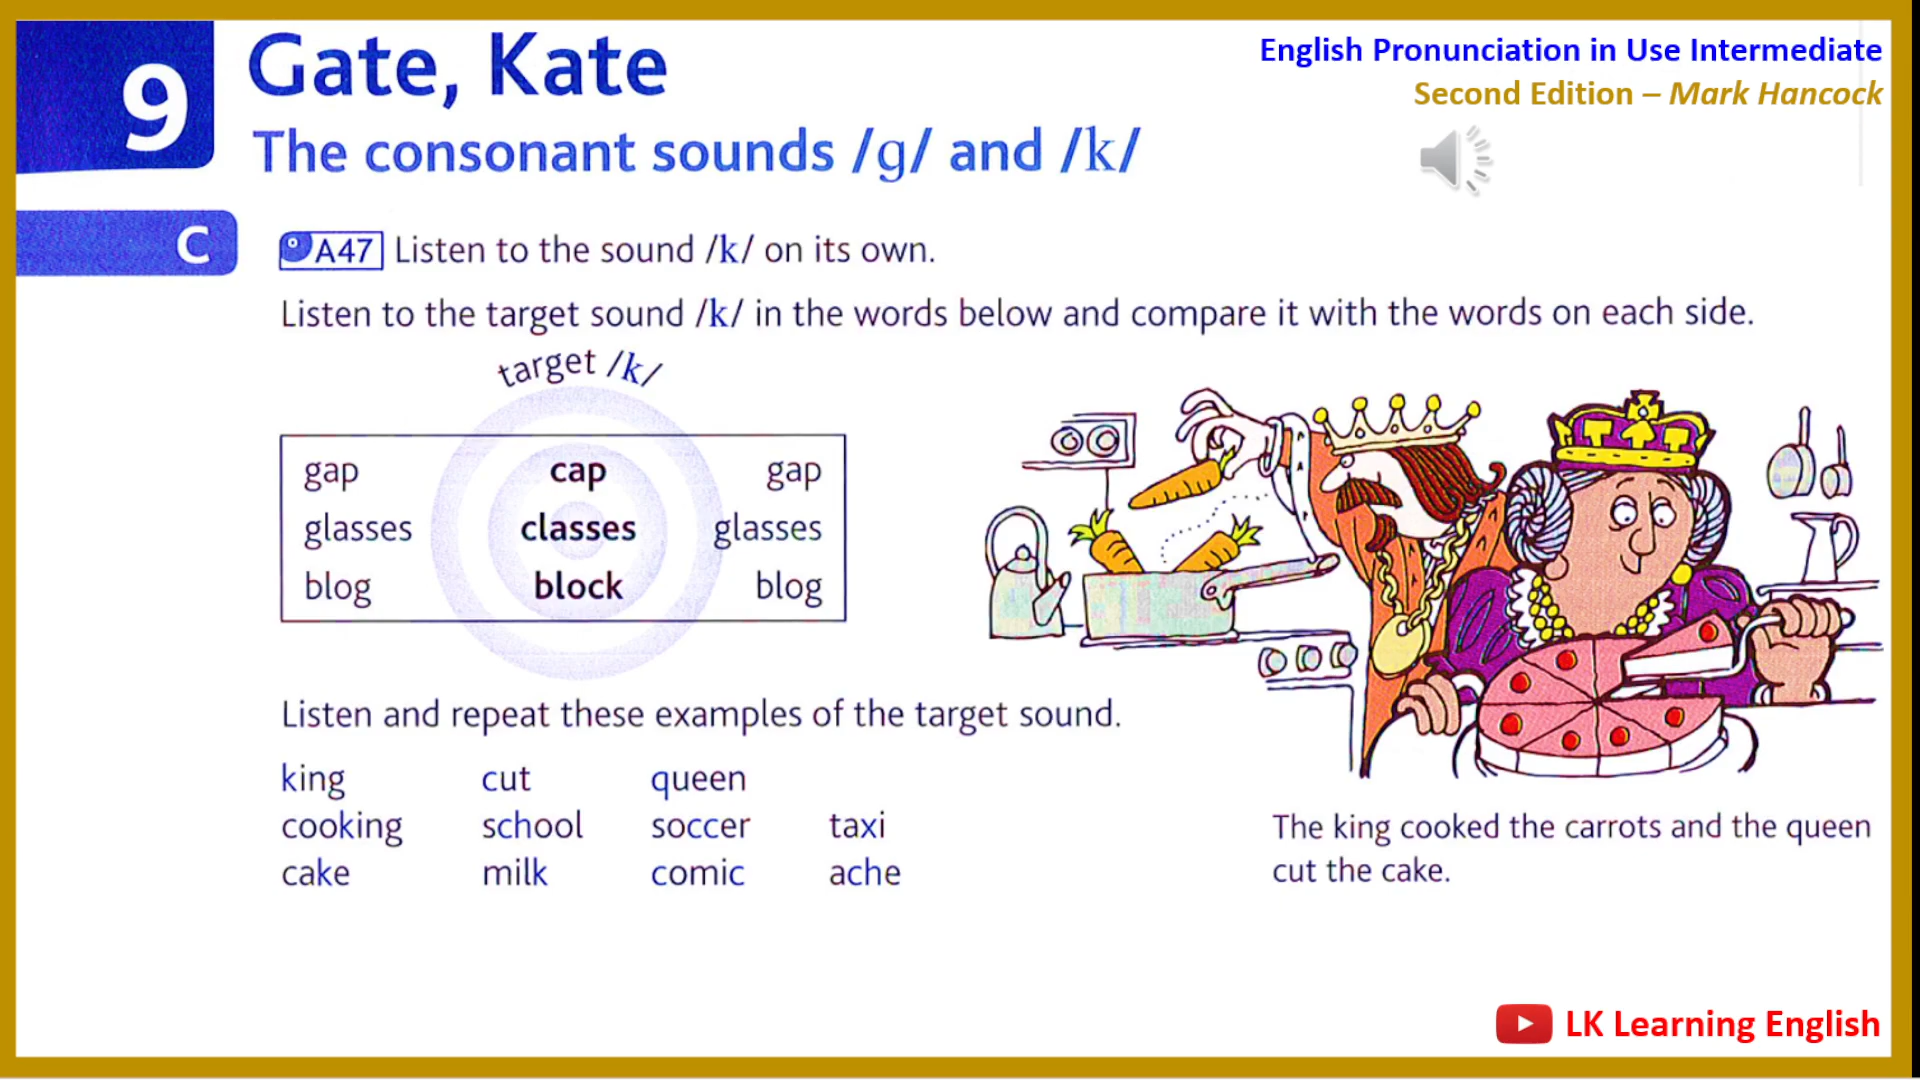 9
Gate, Kate
The consonant sounds /g/ and /k/
English Pronunciation in Use Intermediate
Second Edition – Mark Hancock
C
A47 Listen to the sound /k/ on its own.
Listen to the target sound /k/ in the words below and compare it with the words on each side.
target /k/
gap cap gap
glasses classes glasses
blog block blog
Listen and repeat these examples of the target sound.
king cut queen
cooking school soccer taxi
cake milk comic ache
The king cooked the carrots and the queen
cut the cake.
LK Learning English